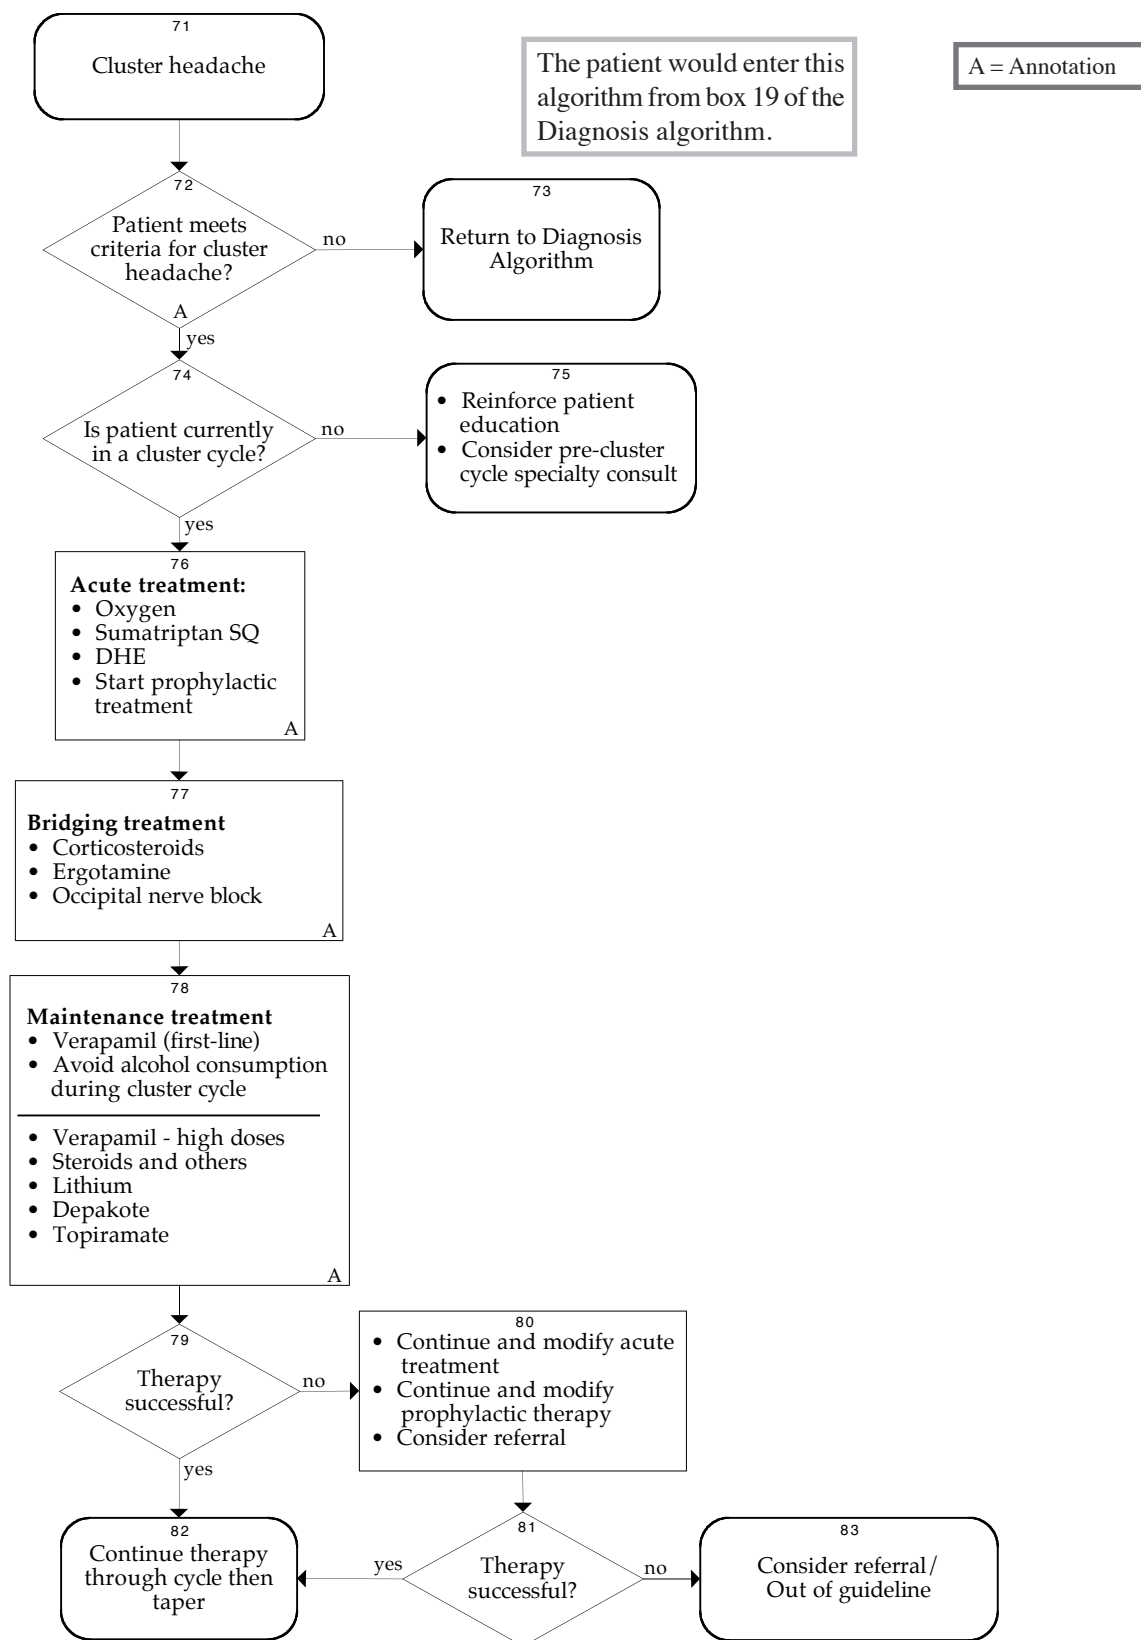 71
Cluster headache
The patient would enter this
algorithm from box 19 of the
Diagnosis algorithm.
A = Annotation
72
Patient meets
criteria for cluster
headache?
A
no
yes
73
Return to Diagnosis
Algorithm
74
Is patient currently
in a cluster cycle?
no
yes
75
• Reinforce patient
education
• Consider pre-cluster
cycle specialty consult
76
Acute treatment:
• Oxygen
• Sumatriptan SQ
• DHE
• Start prophylactic
treatment
A
77
Bridging treatment
• Corticosteroids
• Ergotamine
• Occipital nerve block
A
78
Maintenance treatment
• Verapamil (first-line)
• Avoid alcohol consumption
during cluster cycle
• Verapamil - high doses
• Steroids and others
• Lithium
• Depakote
• Topiramate
A
79
Therapy
successful?
no
yes
80
• Continue and modify acute
treatment
• Continue and modify
prophylactic therapy
• Consider referral
81
Therapy
successful?
yes
no
82
Continue therapy
through cycle then
taper
83
Consider referral/
Out of guideline